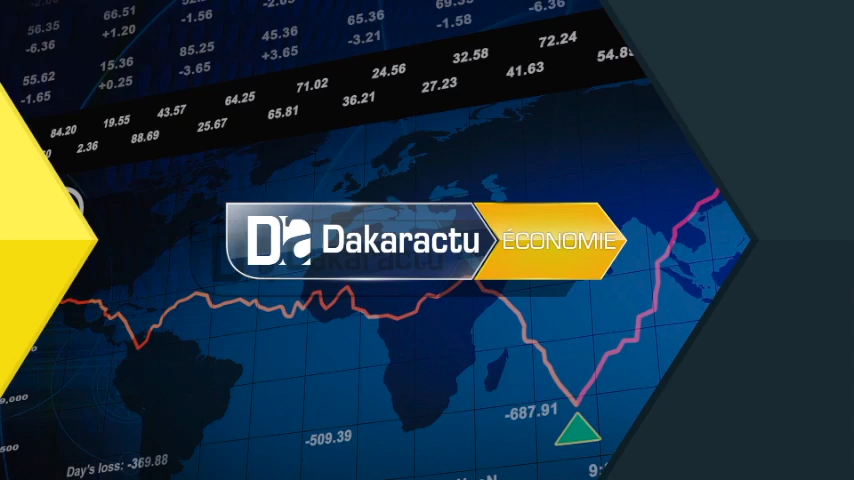 56.35 66.51 -1.56 65.36 69.35 -6.36
-6.36 +1.20 85.25 45.36 -3.21 -1.58
55.62 15.36 -3.65 +3.65 32.58 72.24
-1.65 +0.25 71.02 24.56 41.63 54.85
84.20 19.55 43.57 64.25 65.81 36.21 27.23
2.36 88.69 25.67
Da Dakaractu ÉCONOMIE
-687.91
-509.39
Day's loss: -369.88